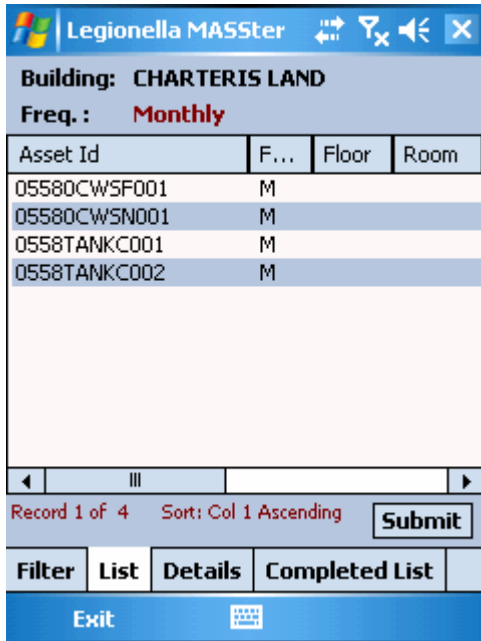 Legionella MASSter
Building: CHARTERIS LAND
Freq. : Monthly
Asset Id F... Floor Room
05580CWSF001 M
05580CWSN001 M
0558TANKC001 M
0558TANKC002 M
Record 1 of 4 Sort: Col 1 Ascending Submit
Filter List Details Completed List
Exit